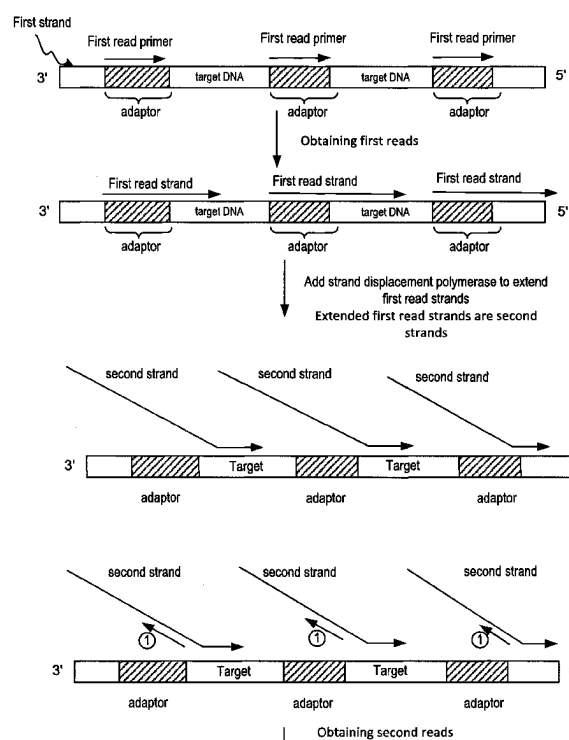 First strand
First read primer First read primer First read primer
3' target DNA target DNA 5'
adaptor adaptor adaptor
Obtaining first reads
First read strand First read strand First read strand
3' target DNA target DNA 5'
adaptor adaptor adaptor
Add strand displacement polymerase to extend
first read strands
Extended first read strands are second
strands
second strand second strand second strand
3' Target Target
adaptor adaptor adaptor
second strand second strand second strand
1 1 1
3' Target Target
adaptor adaptor adaptor
Obtaining second reads